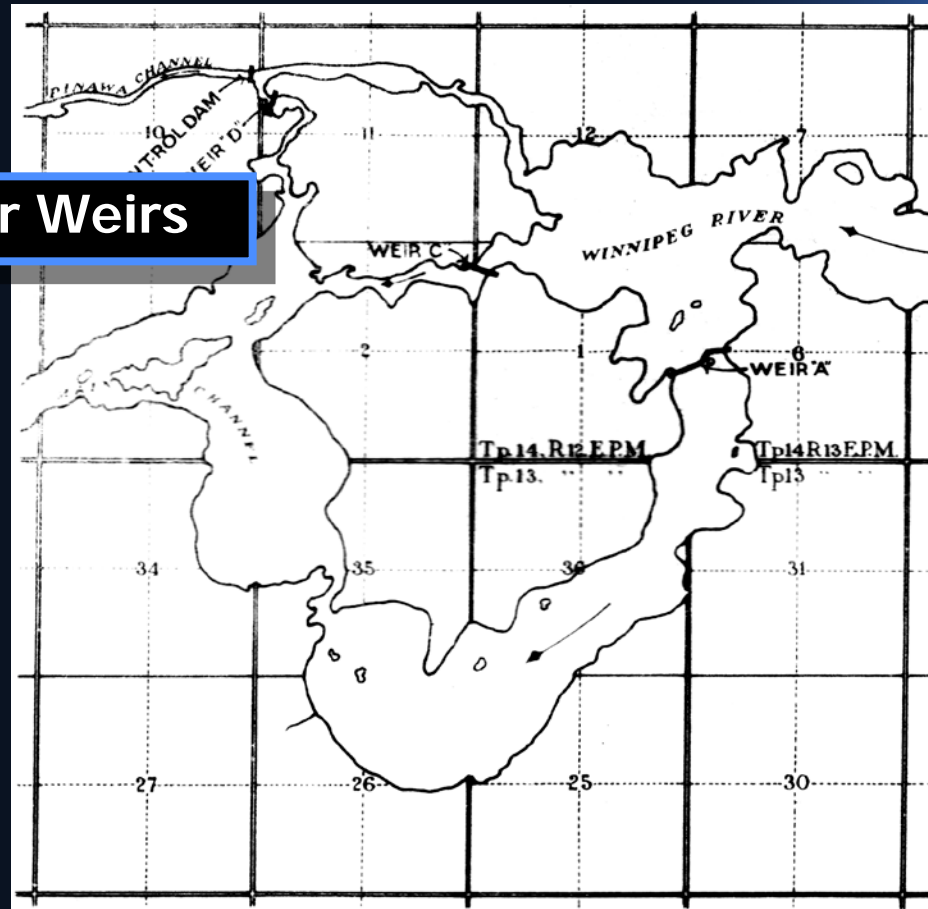 PINAWA CHANNEL
10
11
12
7
DAM
WEIR "D"
r Weirs
WEIR C
WINNIPEG RIVER
2
1
6
WEIR "A"
CHANNEL
Tp.14. R12 E.P.M.
Tp.13. " " "
Tp14 R13 E.P.M.
Tp13
34
35
36
31
27
26
25
30